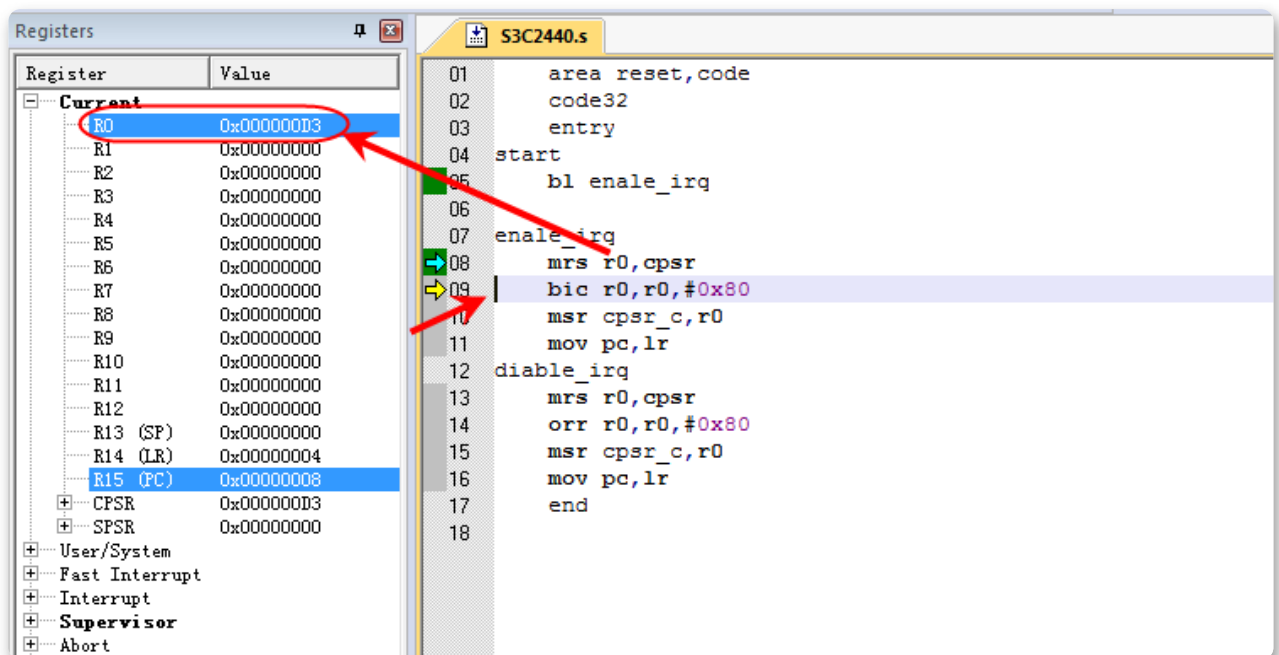 Registers
Register Value
Current
R0 0x000000D3
R1 0x00000000
R2 0x00000000
R3 0x00000000
R4 0x00000000
R5 0x00000000
R6 0x00000000
R7 0x00000000
R8 0x00000000
R9 0x00000000
R10 0x00000000
R11 0x00000000
R12 0x00000000
R13 (SP) 0x00000000
R14 (LR) 0x00000004
R15 (PC) 0x00000008
CPSR 0x000000D3
SPSR 0x00000000
User/System
Fast Interrupt
Interrupt
Supervisor
Abort
S3C2440.s
01 area reset,code
02 code32
03 entry
04 start
05 bl enale_irq
06
07 enale_irq
08 mrs r0,cpsr
09 bic r0,r0,#0x80
10 msr cpsr_c,r0
11 mov pc,lr
12 diable_irq
13 mrs r0,cpsr
14 orr r0,r0,#0x80
15 msr cpsr_c,r0
16 mov pc,lr
17 end
18